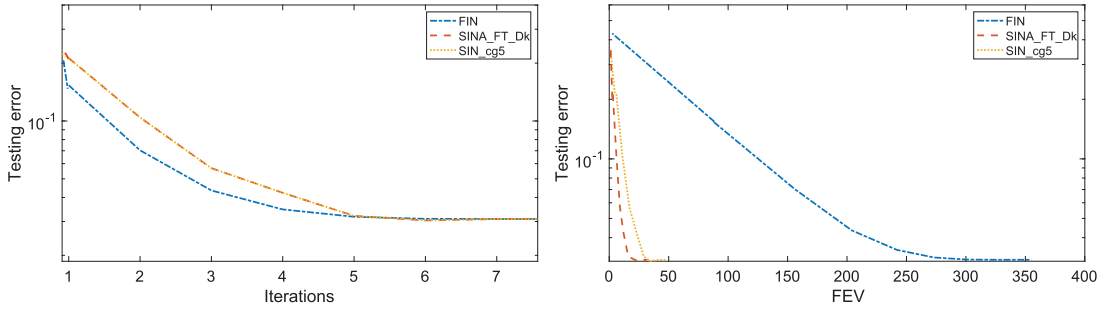 Testing error
10^-1
FIN
SINA_FT_Dk
SIN_cg5
1 2 3 4 5 6 7
Iterations
Testing error
10^-1
FIN
SINA_FT_Dk
SIN_cg5
0 50 100 150 200 250 300 350 400
FEV